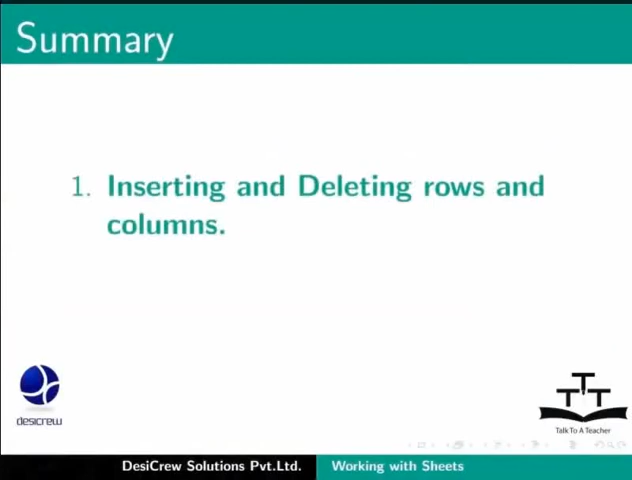 Summary
1. Inserting and Deleting rows and
columns.
desicrew
TTT
Talk To A Teacher
DesiCrew Solutions Pvt.Ltd. Working with Sheets